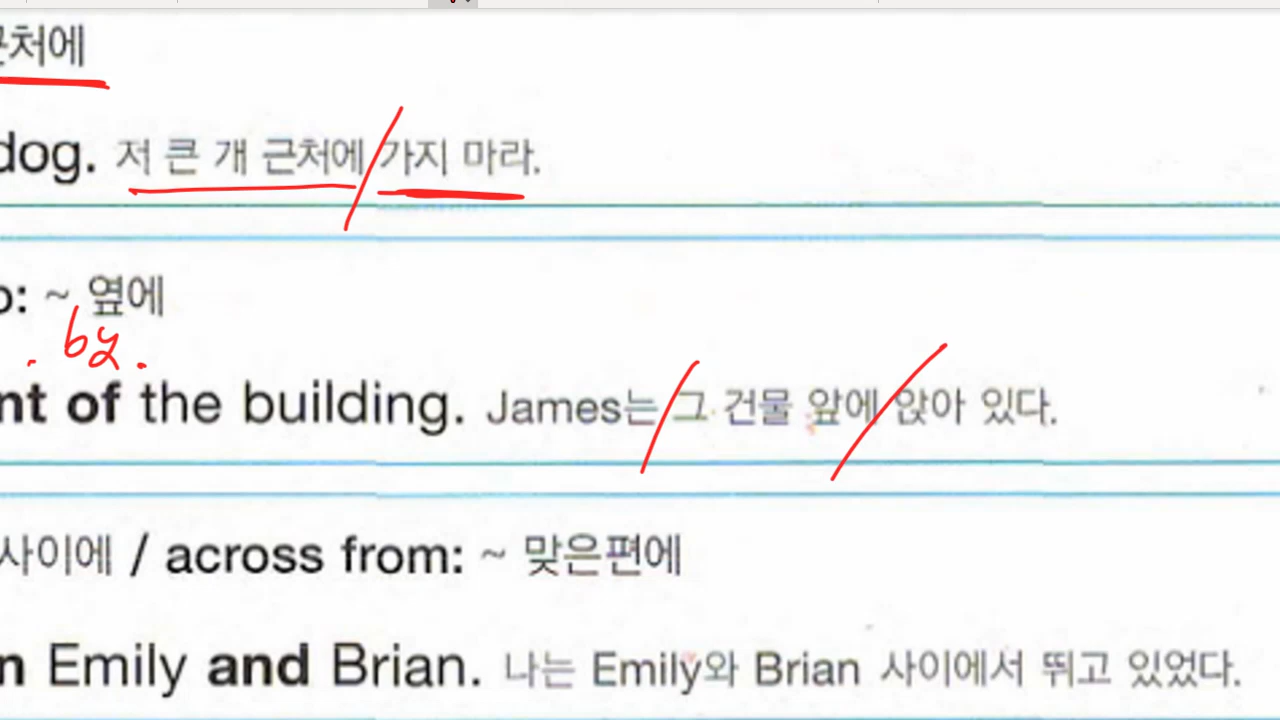 근처에
dog. 저 큰 개 근처에 가지 마라.
o: ~ 옆에
. by.
nt of the building. James는 그 건물 앞에 앉아 있다.
사이에 / across from: ~ 맞은편에
n Emily and Brian. 나는 Emily와 Brian 사이에서 뛰고 있었다.